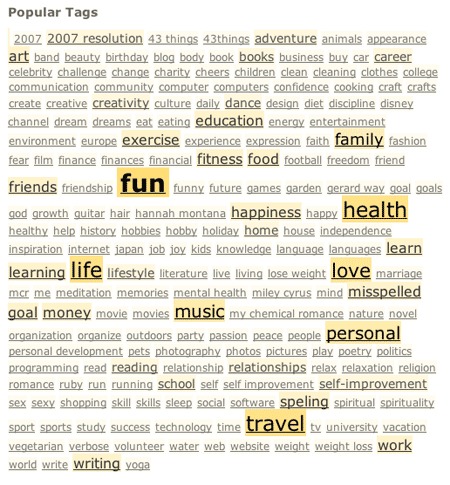 Popular Tags
2007 2007 resolution 43 things 43things adventure animals appearance
art band beauty birthday blog body book books business buy car career
celebrity challenge change charity cheers children clean cleaning clothes college
communication community computer computers confidence cooking craft crafts
create creative creativity culture daily dance design diet discipline disney
channel dream dreams eat eating education energy entertainment
environment europe exercise experience expression faith family fashion
fear film finance finances financial fitness food football freedom friend
friends friendship fun funny future games garden gerard way goal goals
god growth guitar hair hannah montana happiness happy health
healthy help history hobbies hobby holiday home house independence
inspiration internet japan job joy kids knowledge language languages learn
learning life lifestyle literature live living lose weight love marriage
mcr me meditation memories mental health miley cyrus mind misspelled
goal money movie movies music my chemical romance nature novel
organization organize outdoors party passion peace people personal
personal development pets photography photos pictures play poetry politics
programming read reading relationship relationships relax relaxation religion
romance ruby run running school self self improvement self-improvement
sex sexy shopping skill skills sleep social software speling spiritual spirituality
sport sports study success technology time travel tv university vacation
vegetarian verbose volunteer water web website weight weight loss work
world write writing yoga